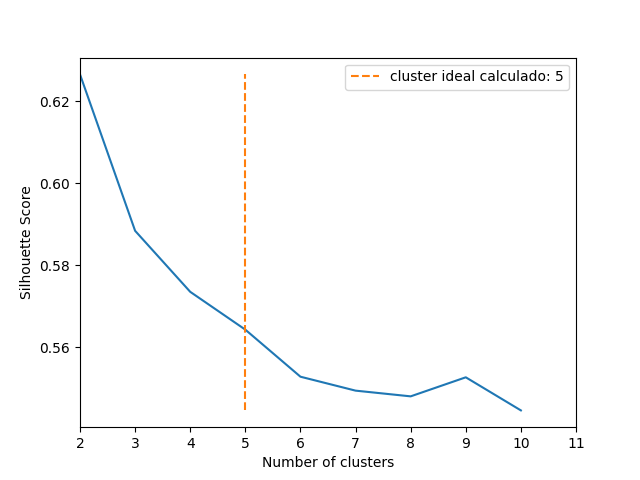 cluster ideal calculado: 5
Silhouette Score
0.62
0.60
0.58
0.56
2 3 4 5 6 7 8 9 10 11
Number of clusters